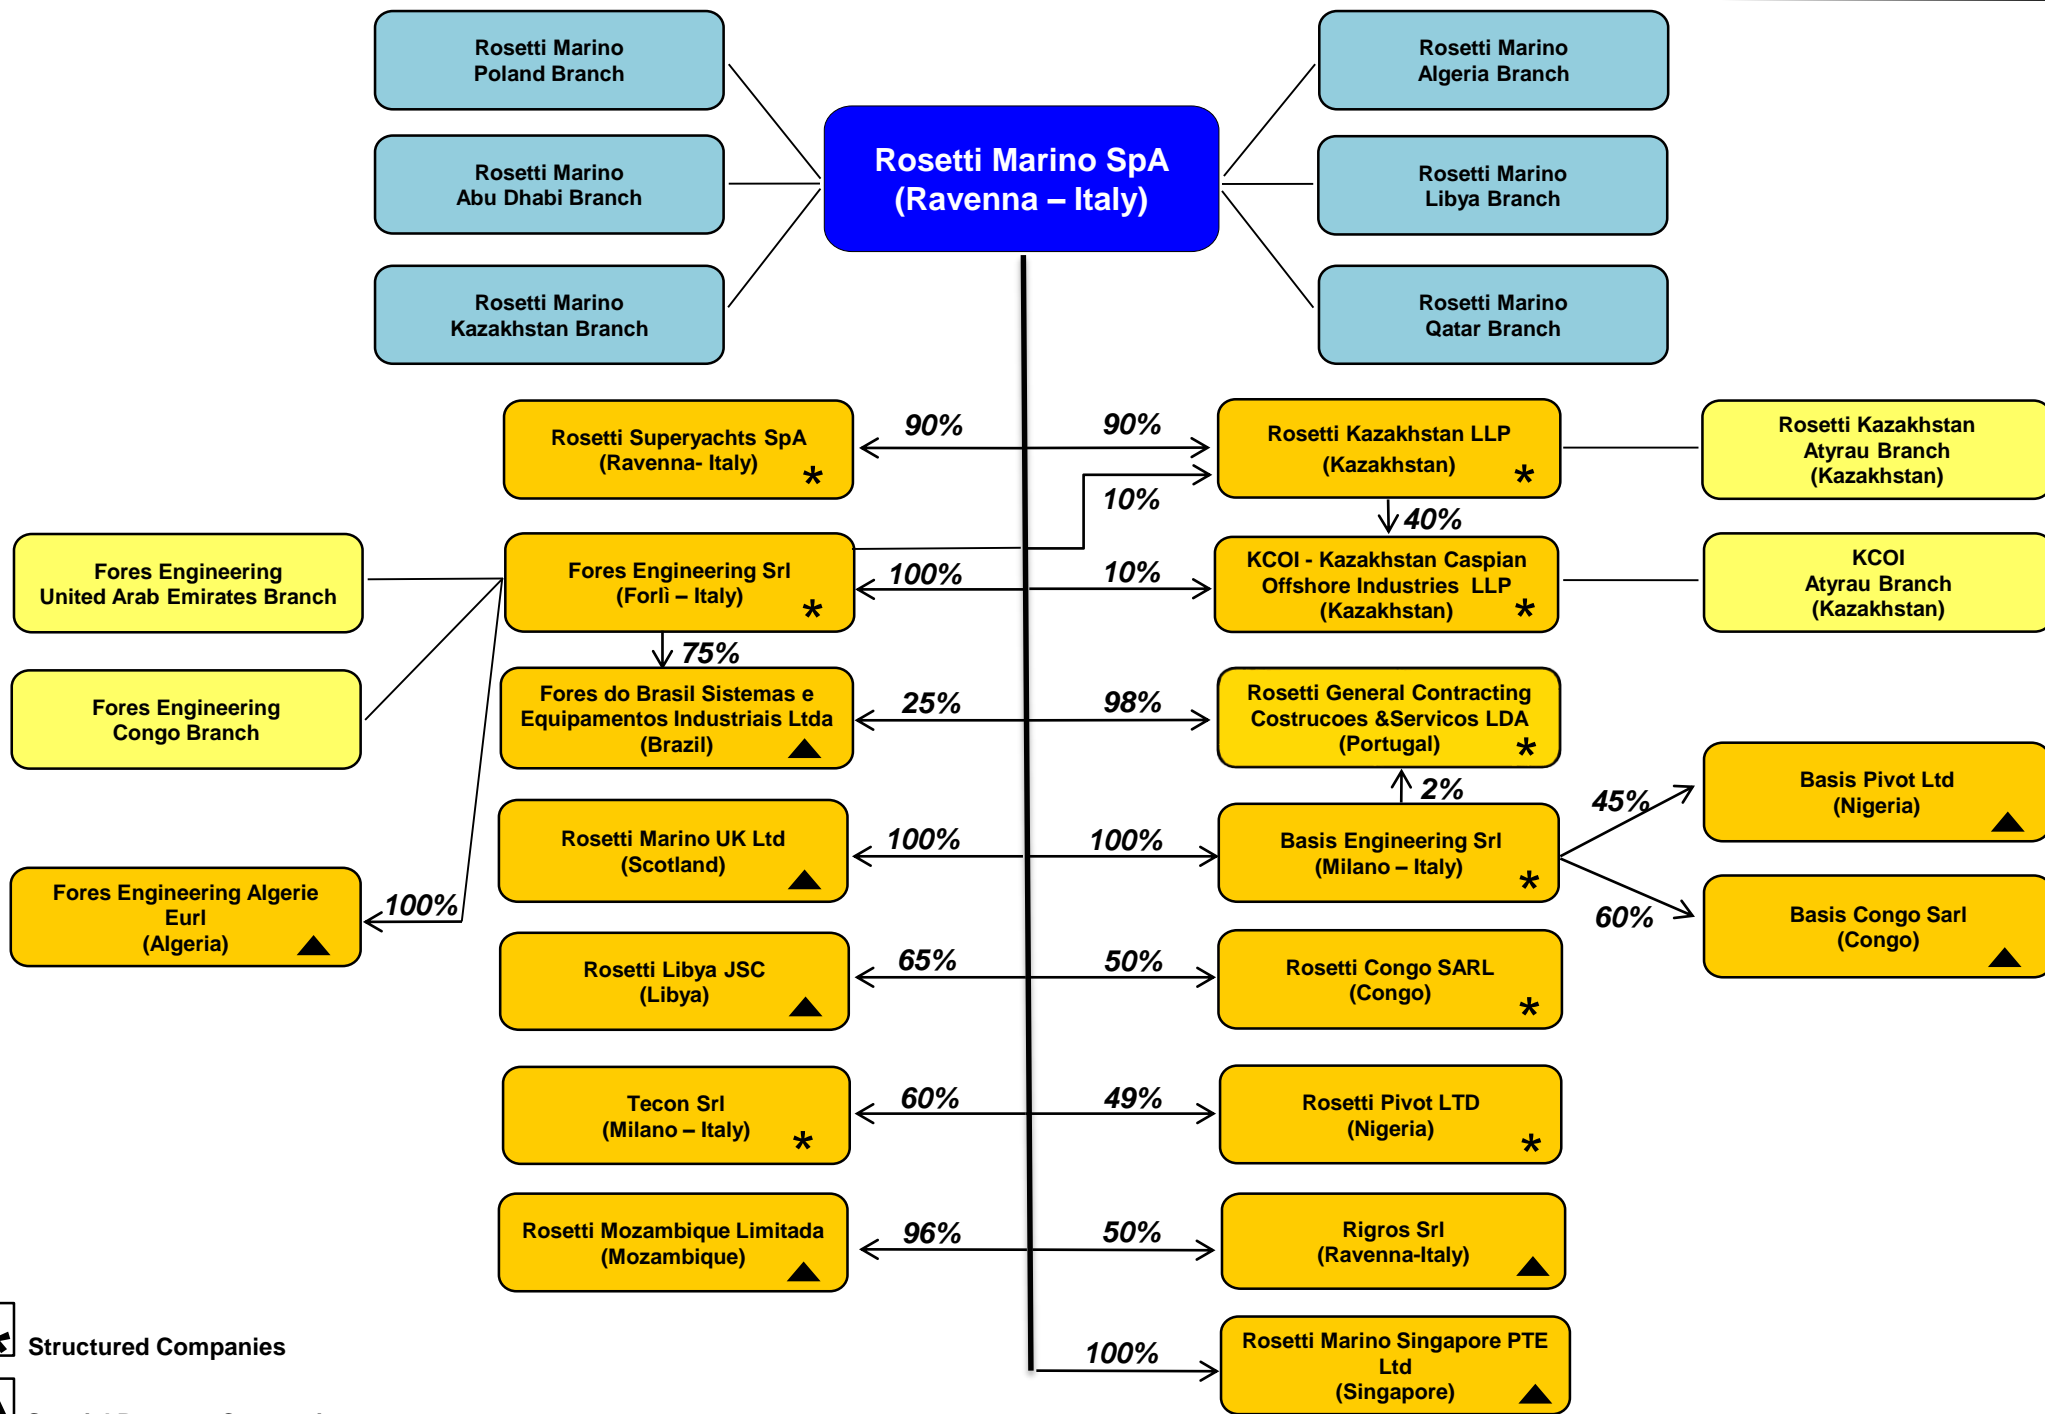 Rosetti Marino
Poland Branch
Rosetti Marino
Algeria Branch
Rosetti Marino SpA
(Ravenna – Italy)
Rosetti Marino
Abu Dhabi Branch
Rosetti Marino
Libya Branch
Rosetti Marino
Kazakhstan Branch
Rosetti Marino
Qatar Branch
Rosetti Superyachts SpA
(Ravenna- Italy)
*
90%
90%
Rosetti Kazakhstan LLP
(Kazakhstan)
*
Rosetti Kazakhstan
Atyrau Branch
(Kazakhstan)
10%
40%
Fores Engineering
United Arab Emirates Branch
Fores Engineering Srl
(Forlì – Italy)
*
100%
10%
KCOI - Kazakhstan Caspian
Offshore Industries LLP
(Kazakhstan)
*
KCOI
Atyrau Branch
(Kazakhstan)
75%
Fores Engineering
Congo Branch
Fores do Brasil Sistemas e
Equipamentos Industriais Ltda
(Brazil)
25%
98%
Rosetti General Contracting
Costrucoes &Servicos LDA
(Portugal)
*
2%
Rosetti Marino UK Ltd
(Scotland)
100%
100%
Basis Engineering Srl
(Milano – Italy)
*
45%
Basis Pivot Ltd
(Nigeria)
60%
Basis Congo Sarl
(Congo)
Fores Engineering Algerie
Eurl
(Algeria)
100%
Rosetti Libya JSC
(Libya)
65%
50%
Rosetti Congo SARL
(Congo)
*
Tecon Srl
(Milano – Italy)
*
60%
49%
Rosetti Pivot LTD
(Nigeria)
*
Rosetti Mozambique Limitada
(Mozambique)
96%
50%
Rigros Srl
(Ravenna-Italy)
* Structured Companies
100%
Rosetti Marino Singapore PTE
Ltd
(Singapore)